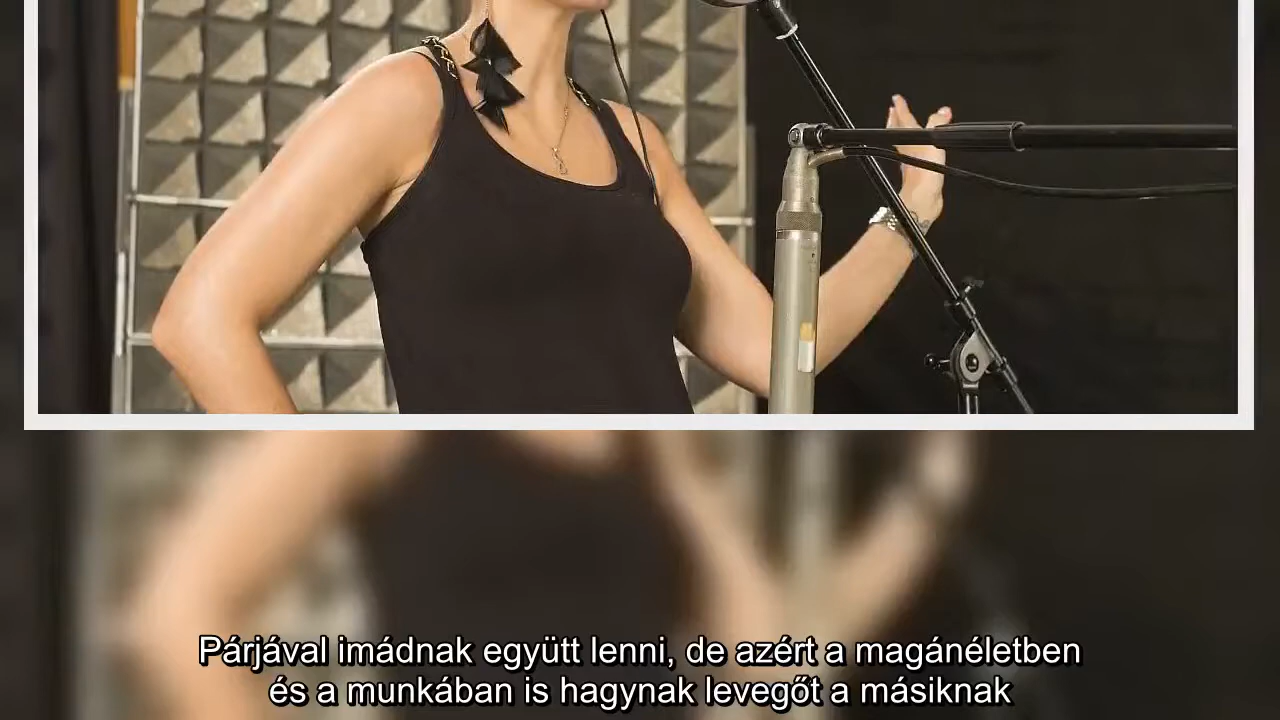 Párjával imádnak együtt lenni, de azért a magánéletben
és a munkában is hagynak levegőt a másiknak